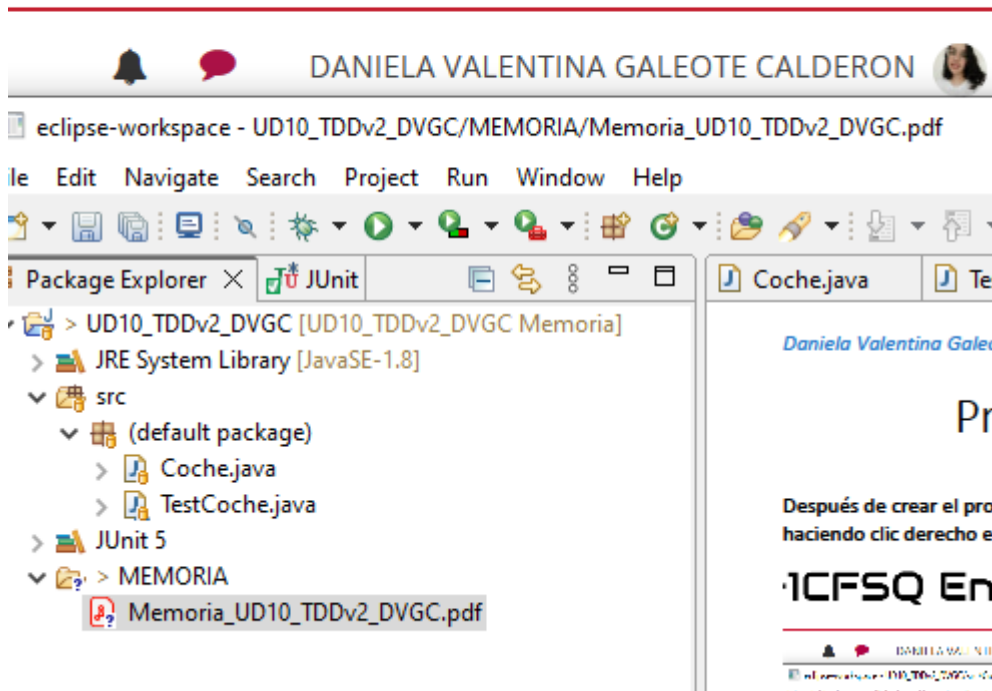 DANIELA VALENTINA GALEOTE CALDERON
eclipse-workspace - UD10_TDDv2_DVGC/MEMORIA/Memoria_UD10_TDDv2_DVGC.pdf
ile Edit Navigate Search Project Run Window Help
Package Explorer JUnit
Coche.java Te
> UD10_TDDv2_DVGC [UD10_TDDv2_DVGC Memoria]
JRE System Library [JavaSE-1.8]
src
(default package)
Coche.java
TestCoche.java
JUnit 5
> MEMORIA
Memoria_UD10_TDDv2_DVGC.pdf
Daniela Valentina Galeo
Pr
Después de crear el pro
haciendo clic derecho e
1CFSQ En